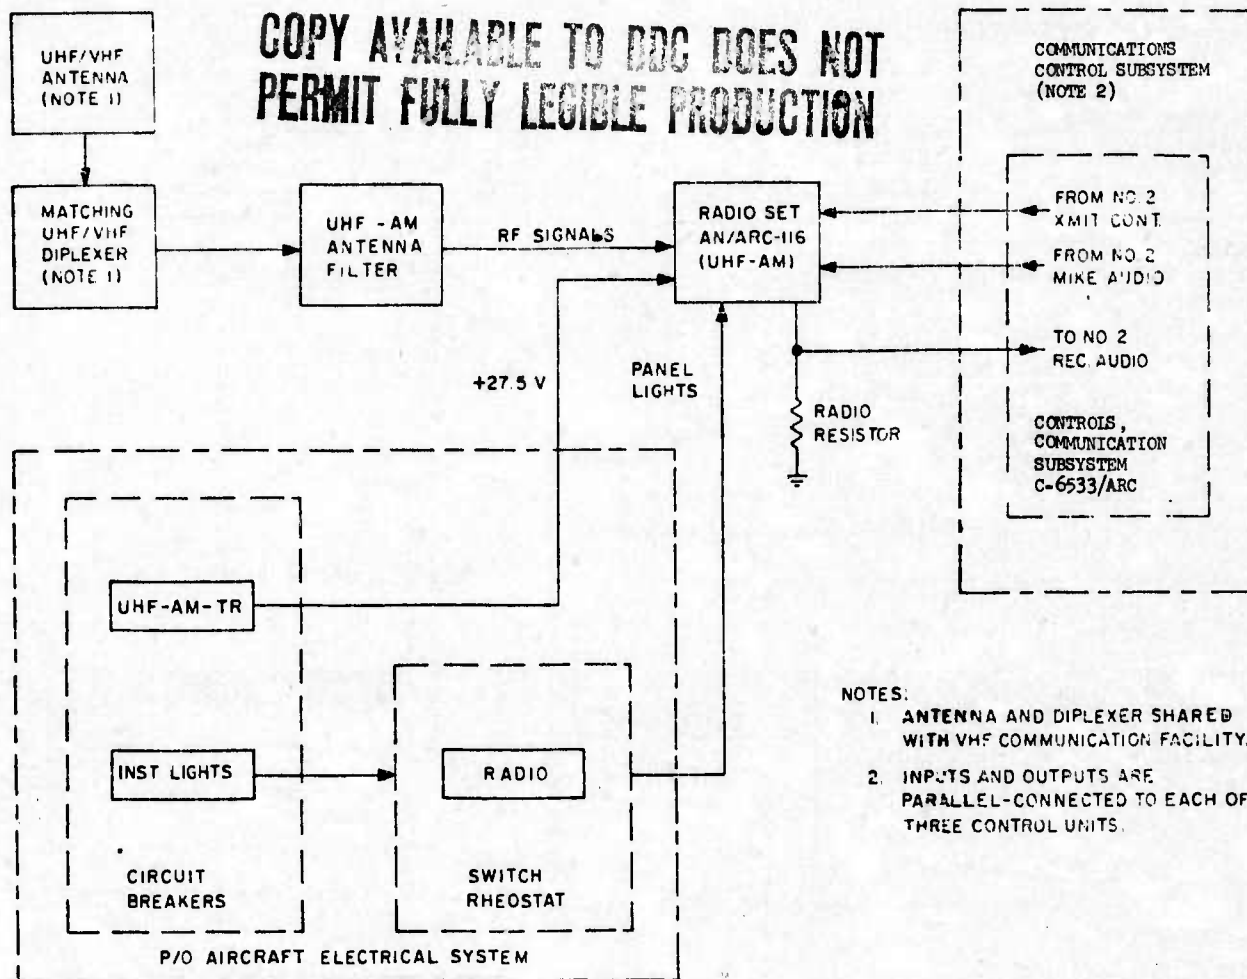 COPY AVAILABLE TO DDC DOES NOT
PERMIT FULLY LEGIBLE PRODUCTION
UHF/VHF
ANTENNA
(NOTE 1)
MATCHING
UHF/VHF
DIPLEXER
(NOTE 1)
UHF -AM
ANTENNA
FILTER
RF SIGNALS
RADIO SET
AN/ARC-116
(UHF-AM)
COMMUNICATIONS
CONTROL SUBSYSTEM
(NOTE 2)
FROM NO. 2
XMIT CONT.
FROM NO. 2
MIKE AUDIO
TO NO 2
REC. AUDIO
CONTROLS,
COMMUNICATION
SUBSYSTEM
C-6533/ARC
+27.5 V
PANEL
LIGHTS
RADIO
RESISTOR
UHF-AM-TR
INST LIGHTS
RADIO
CIRCUIT
BREAKERS
SWITCH
RHEOSTAT
P/O AIRCRAFT ELECTRICAL SYSTEM
NOTES:
1. ANTENNA AND DIPLEXER SHARED
WITH VHF COMMUNICATION FACILITY.
2. INPUTS AND OUTPUTS ARE
PARALLEL-CONNECTED TO EACH OF
THREE CONTROL UNITS.